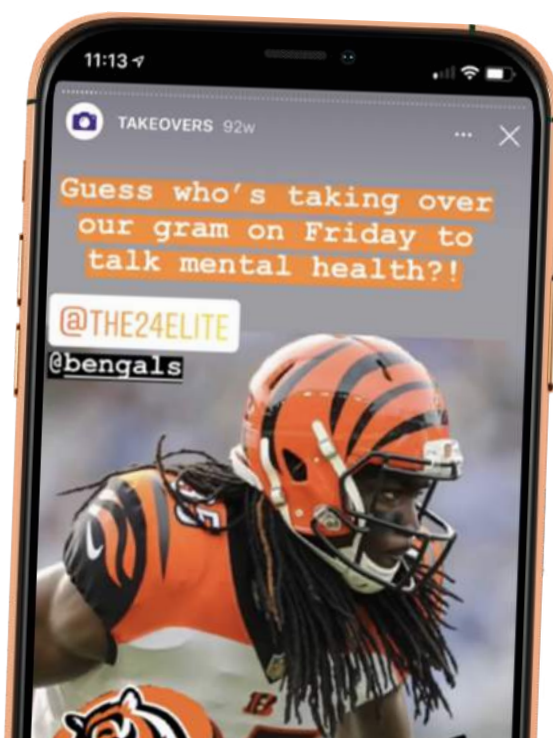 11:13
TAKEOVERS 92w
Guess who's taking over
our gram on Friday to
talk mental health?!
@THE24ELITE
@bengals
B